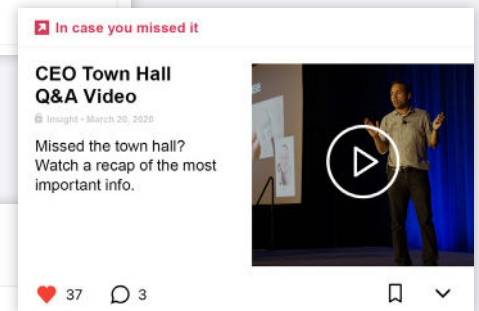 In case you missed it
CEO Town Hall
Q&A Video
Insight • March 20, 2020
Missed the town hall?
Watch a recap of the most
important info.
37
3